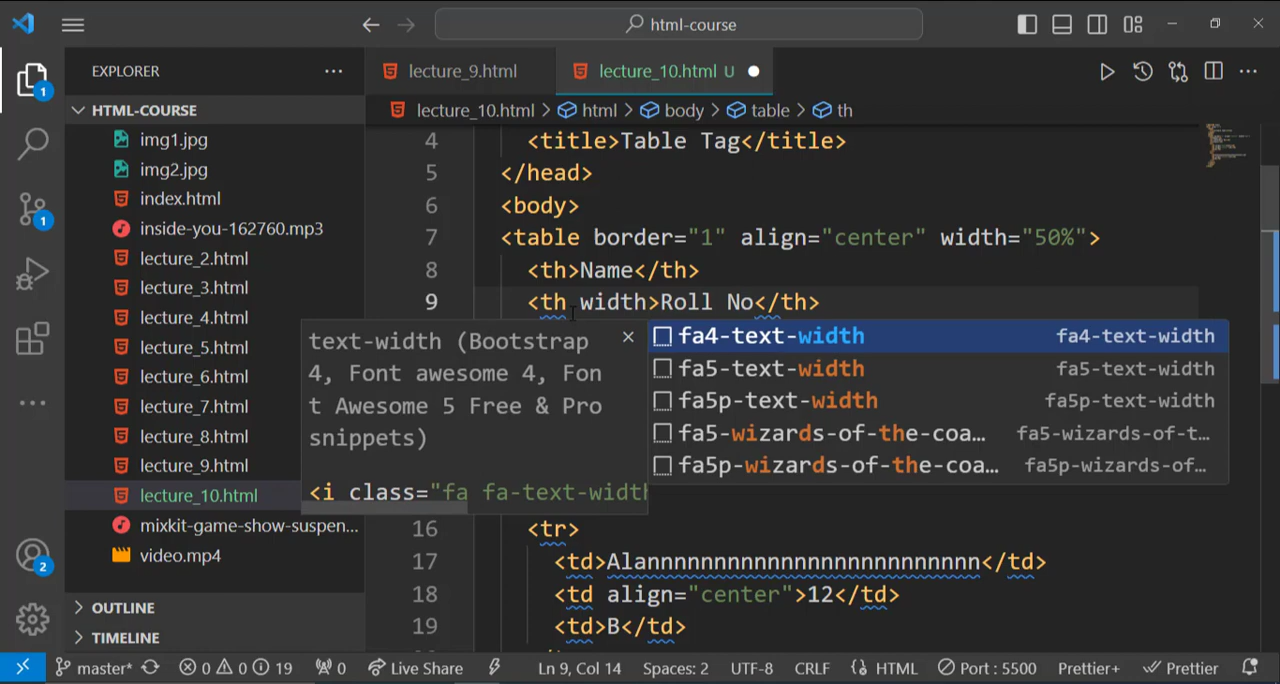 html-course
EXPLORER
lecture_9.html
lecture_10.html U
HTML-COURSE
lecture_10.html > html > body > table > th
img1.jpg
img2.jpg
index.html
inside-you-162760.mp3
lecture_2.html
lecture_3.html
lecture_4.html
lecture_5.html
lecture_6.html
lecture_7.html
lecture_8.html
lecture_9.html
lecture_10.html
mixkit-game-show-suspen...
video.mp4
OUTLINE
TIMELINE
4 <title>Table Tag</title>
5 </head>
6 <body>
7 <table border="1" align="center" width="50%">
8 <th>Name</th>
9 <th width>Roll No</th>
text-width (Bootstrap
4, Font awesome 4, Fon
t Awesome 5 Free & Pro
snippets)
<i class="fa fa-text-width
fa4-text-width fa4-text-width
fa5-text-width fa5-text-width
fa5p-text-width fa5p-text-width
fa5-wizards-of-the-coa... fa5-wizards-of-t...
fa5p-wizards-of-the-coa... fa5p-wizards-of...
16 <tr>
17 <td>Alannnnnnnnnnnnnnnnnnnnnnnnn</td>
18 <td align="center">12</td>
19 <td>B</td>
1
1
2
master* 0 0 19 0 Live Share Ln 9, Col 14 Spaces: 2 UTF-8 CRLF HTML Port : 5500 Prettier+ Prettier